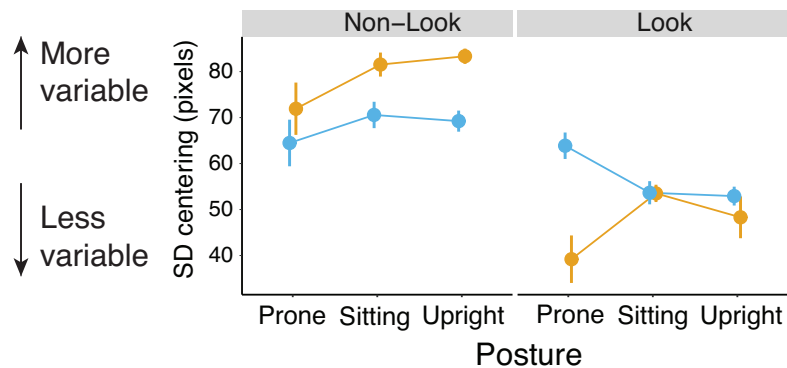 Non–Look
Look
More
variable
Less
variable
SD centering (pixels)
80
70
60
50
40
Prone Sitting Upright
Prone Sitting Upright
Posture